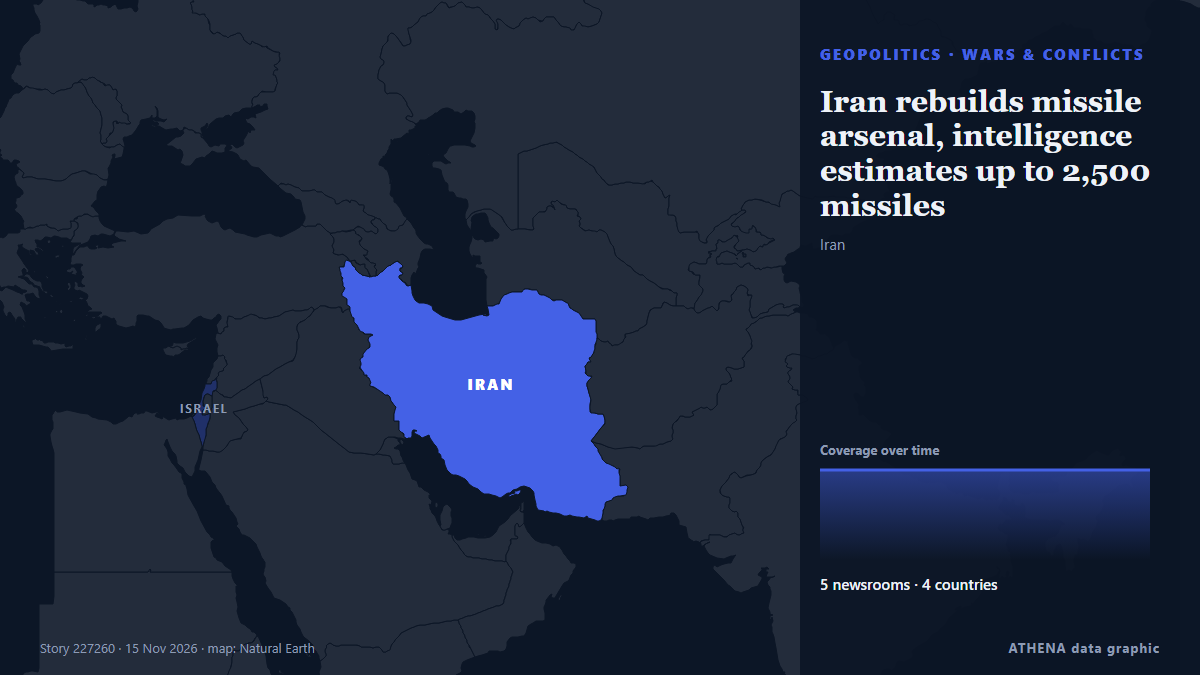 GEOPOLITICS · WARS & CONFLICTS
Iran rebuilds missile
arsenal, intelligence
estimates up to 2,500
missiles
Iran
IRAN
ISRAEL
Coverage over time
5 newsrooms · 4 countries
Story 227260 · 15 Nov 2026 · map: Natural Earth
ATHENA data graphic